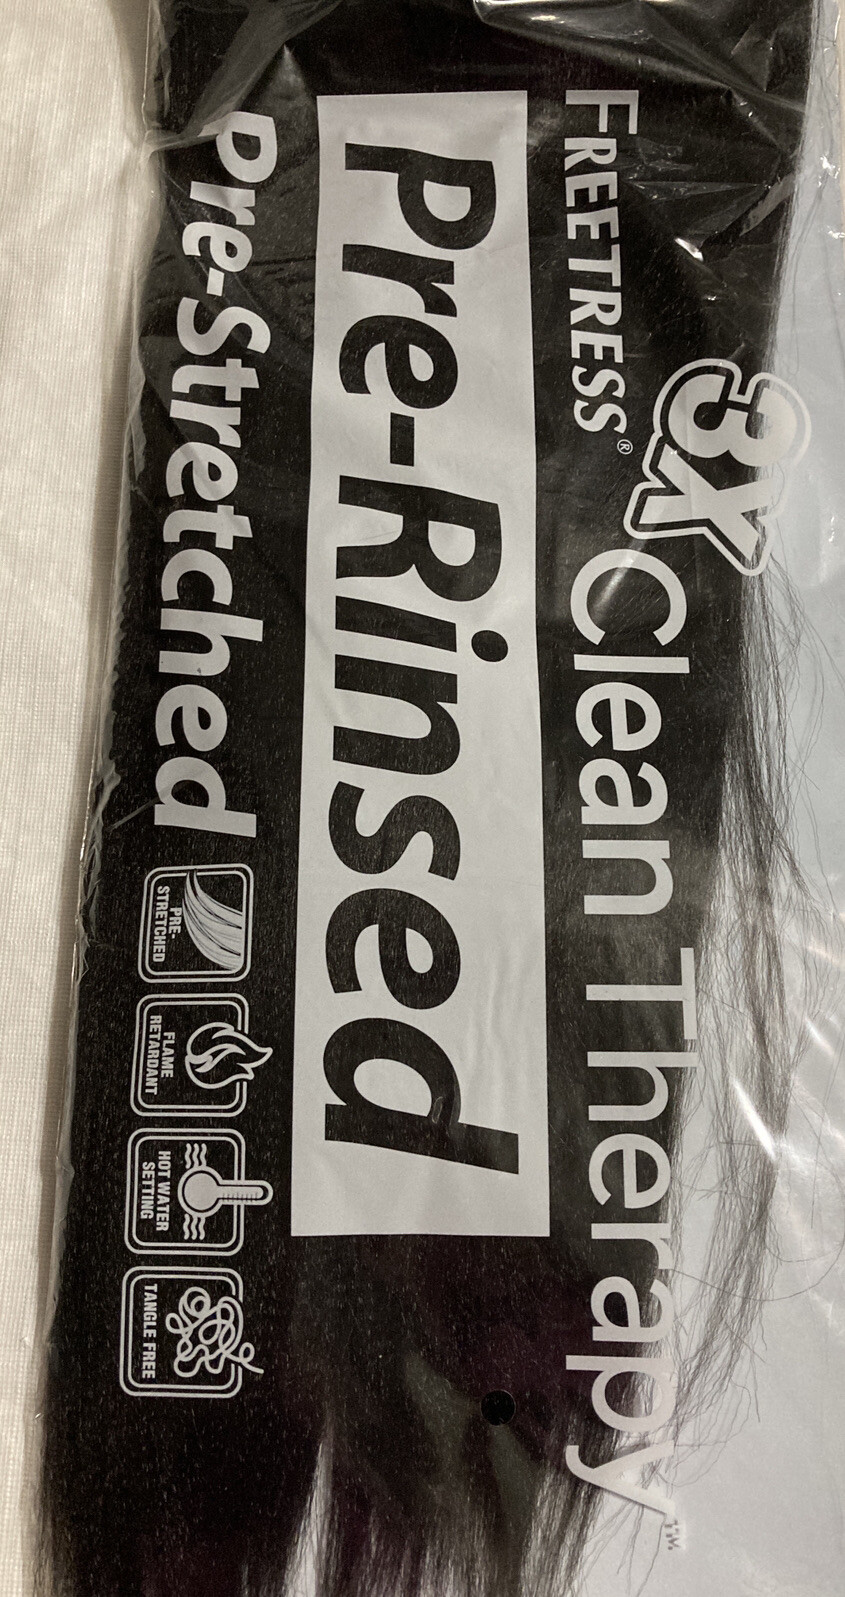 3X
FREETRESS®
Clean Therapy™
Pre-Rinsed
Pre-Stretched
PRE-
STRETCHED
FLAME
RETARDANT
HOT WATER
SETTING
TANGLE FREE